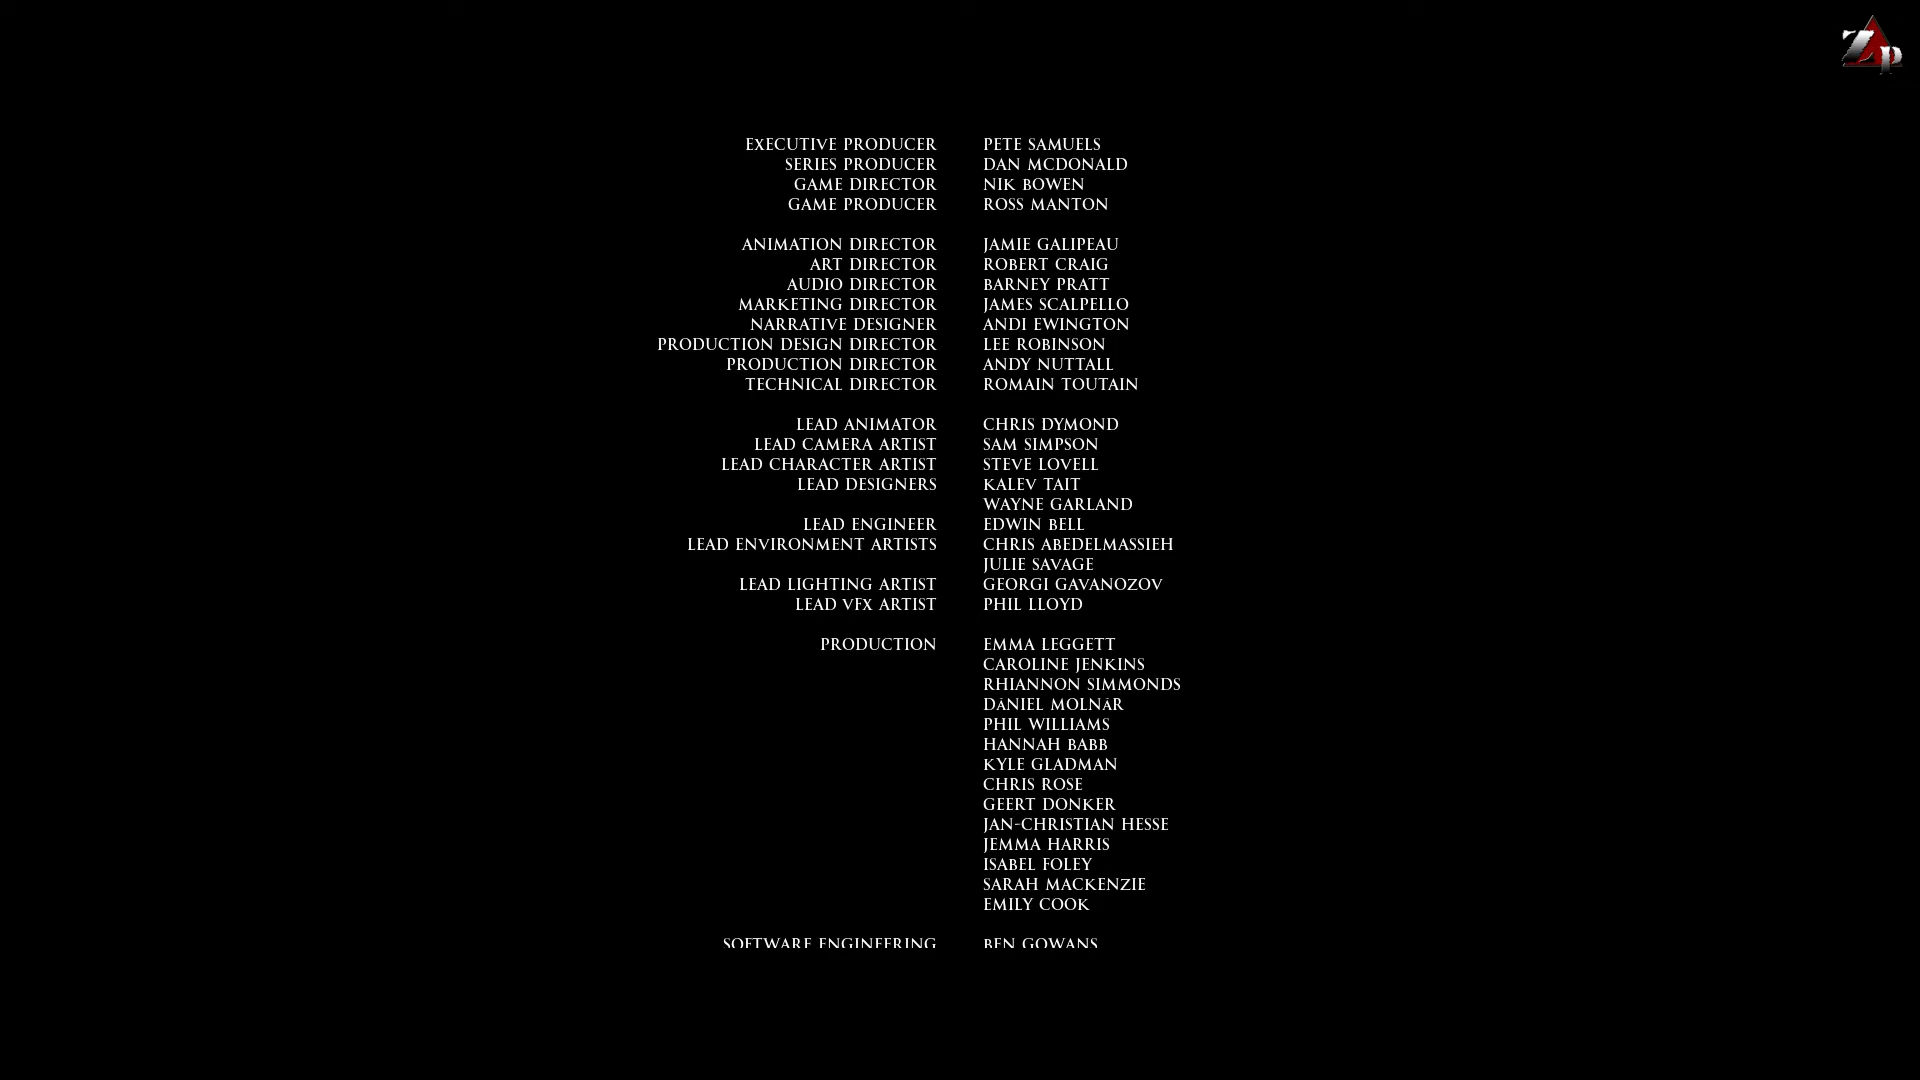 Zp
EXECUTIVE PRODUCER PETE SAMUELS
SERIES PRODUCER DAN MCDONALD
GAME DIRECTOR NIK BOWEN
GAME PRODUCER ROSS MANTON
ANIMATION DIRECTOR JAMIE GALIPEAU
ART DIRECTOR ROBERT CRAIG
AUDIO DIRECTOR BARNEY PRATT
MARKETING DIRECTOR JAMES SCALPELLO
NARRATIVE DESIGNER ANDI EWINGTON
PRODUCTION DESIGN DIRECTOR LEE ROBINSON
PRODUCTION DIRECTOR ANDY NUTTALL
TECHNICAL DIRECTOR ROMAIN TOUTAIN
LEAD ANIMATOR CHRIS DYMOND
LEAD CAMERA ARTIST SAM SIMPSON
LEAD CHARACTER ARTIST STEVE LOVELL
LEAD DESIGNERS KALEV TAIT
WAYNE GARLAND
LEAD ENGINEER EDWIN BELL
LEAD ENVIRONMENT ARTISTS CHRIS ABEDELMASSIEH
JULIE SAVAGE
LEAD LIGHTING ARTIST GEORGI GAVANOZOV
LEAD VFX ARTIST PHIL LLOYD
PRODUCTION EMMA LEGGETT
CAROLINE JENKINS
RHIANNON SIMMONDS
DÁNIEL MOLNÁR
PHIL WILLIAMS
HANNAH BABB
KYLE GLADMAN
CHRIS ROSE
GEERT DONKER
JAN-CHRISTIAN HESSE
JEMMA HARRIS
ISABEL FOLEY
SARAH MACKENZIE
EMILY COOK
SOFTWARE ENGINEERING BEN GOWANS